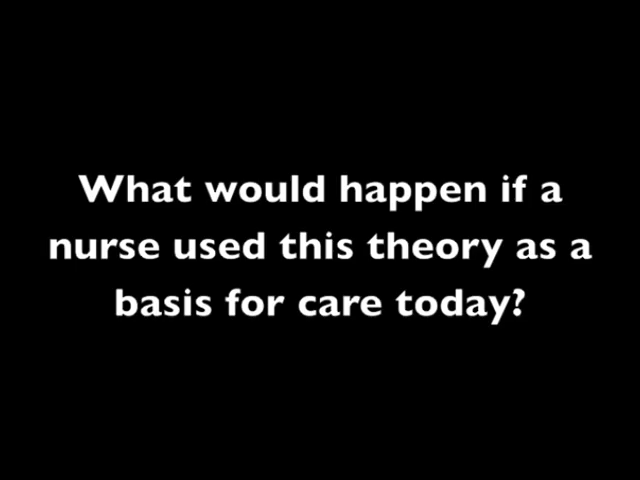 What would happen if a
nurse used this theory as a
basis for care today?